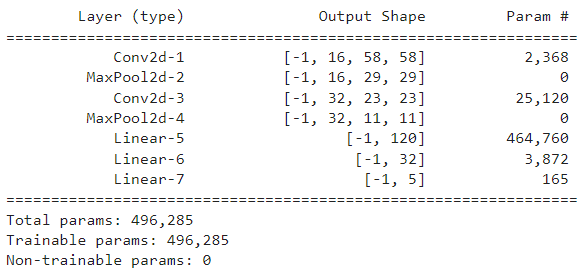 Layer (type) Output Shape Param #
================================================================
Conv2d-1 [-1, 16, 58, 58] 2,368
MaxPool2d-2 [-1, 16, 29, 29] 0
Conv2d-3 [-1, 32, 23, 23] 25,120
MaxPool2d-4 [-1, 32, 11, 11] 0
Linear-5 [-1, 120] 464,760
Linear-6 [-1, 32] 3,872
Linear-7 [-1, 5] 165
================================================================
Total params: 496,285
Trainable params: 496,285
Non-trainable params: 0